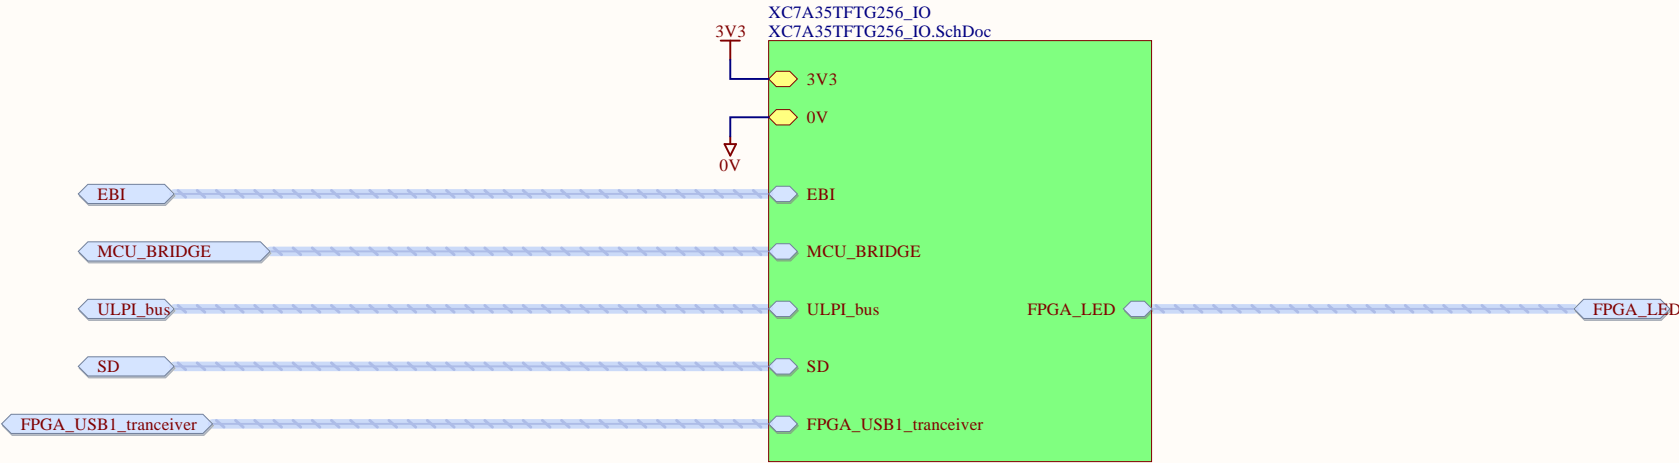 XC7A35TFTG256_IO
XC7A35TFTG256_IO.SchDoc
3V3
3V3
0V
0V
EBI
EBI
MCU_BRIDGE
MCU_BRIDGE
ULPI_bus
ULPI_bus
FPGA_LED
FPGA_LED
SD
SD
FPGA_USB1_tranceiver
FPGA_USB1_tranceiver